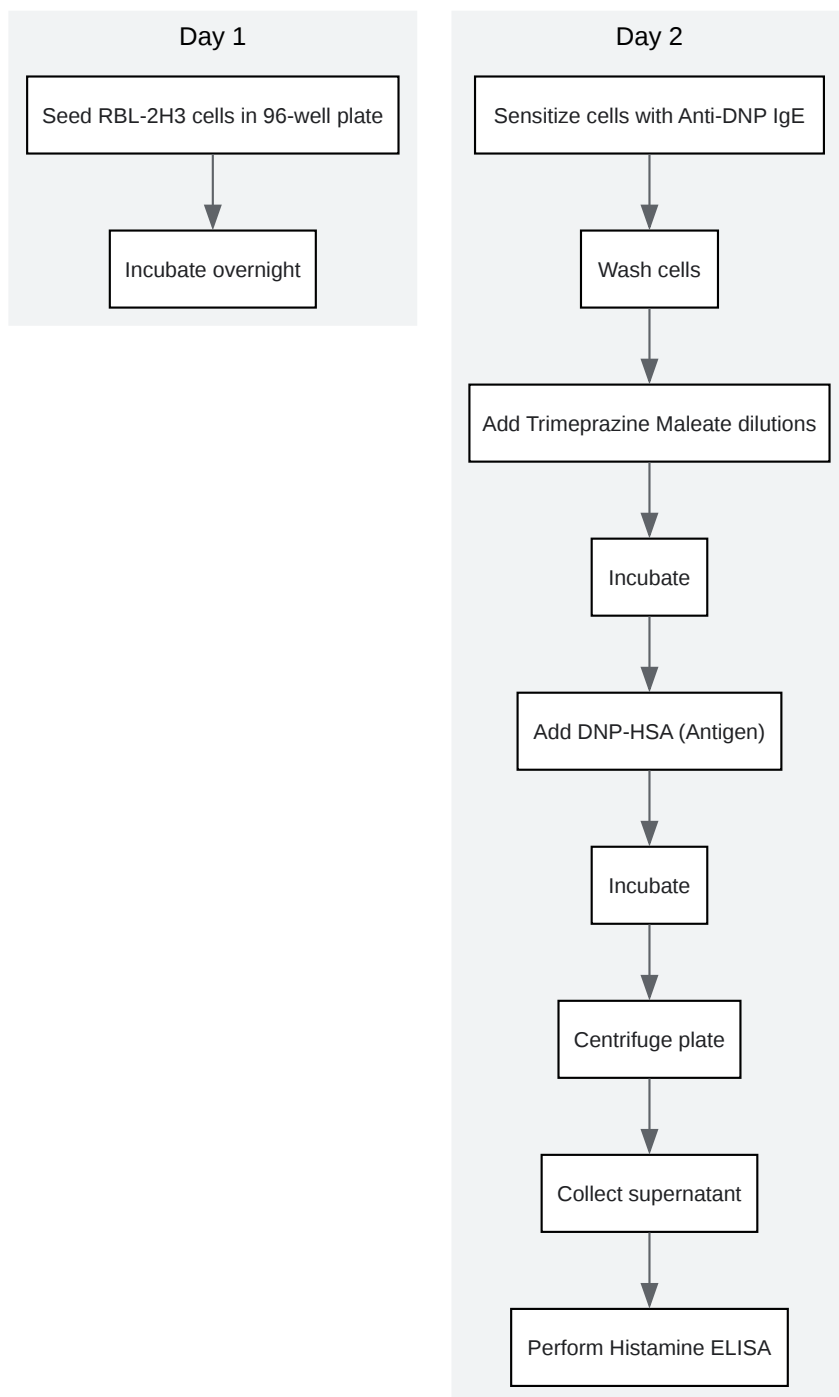 Day 1
Seed RBL-2H3 cells in 96-well plate
Incubate overnight
Day 2
Sensitize cells with Anti-DNP IgE
Wash cells
Add Trimeprazine Maleate dilutions
Incubate
Add DNP-HSA (Antigen)
Incubate
Centrifuge plate
Collect supernatant
Perform Histamine ELISA